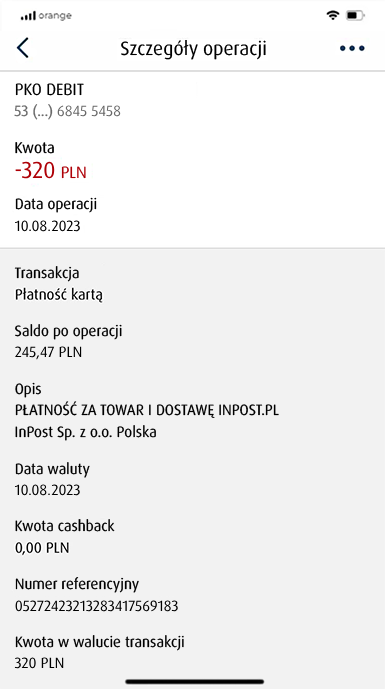 orange
Szczegóły operacji
PKO DEBIT
53 (...) 6845 5458
Kwota
-320 PLN
Data operacji
10.08.2023
Transakcja
Płatność kartą
Saldo po operacji
245,47 PLN
Opis
PŁATNOŚĆ ZA TOWAR I DOSTAWĘ INPOST.PL
InPost Sp. z o.o. Polska
Data waluty
10.08.2023
Kwota cashback
0,00 PLN
Numer referencyjny
05272423213283417569183
Kwota w walucie transakcji
320 PLN